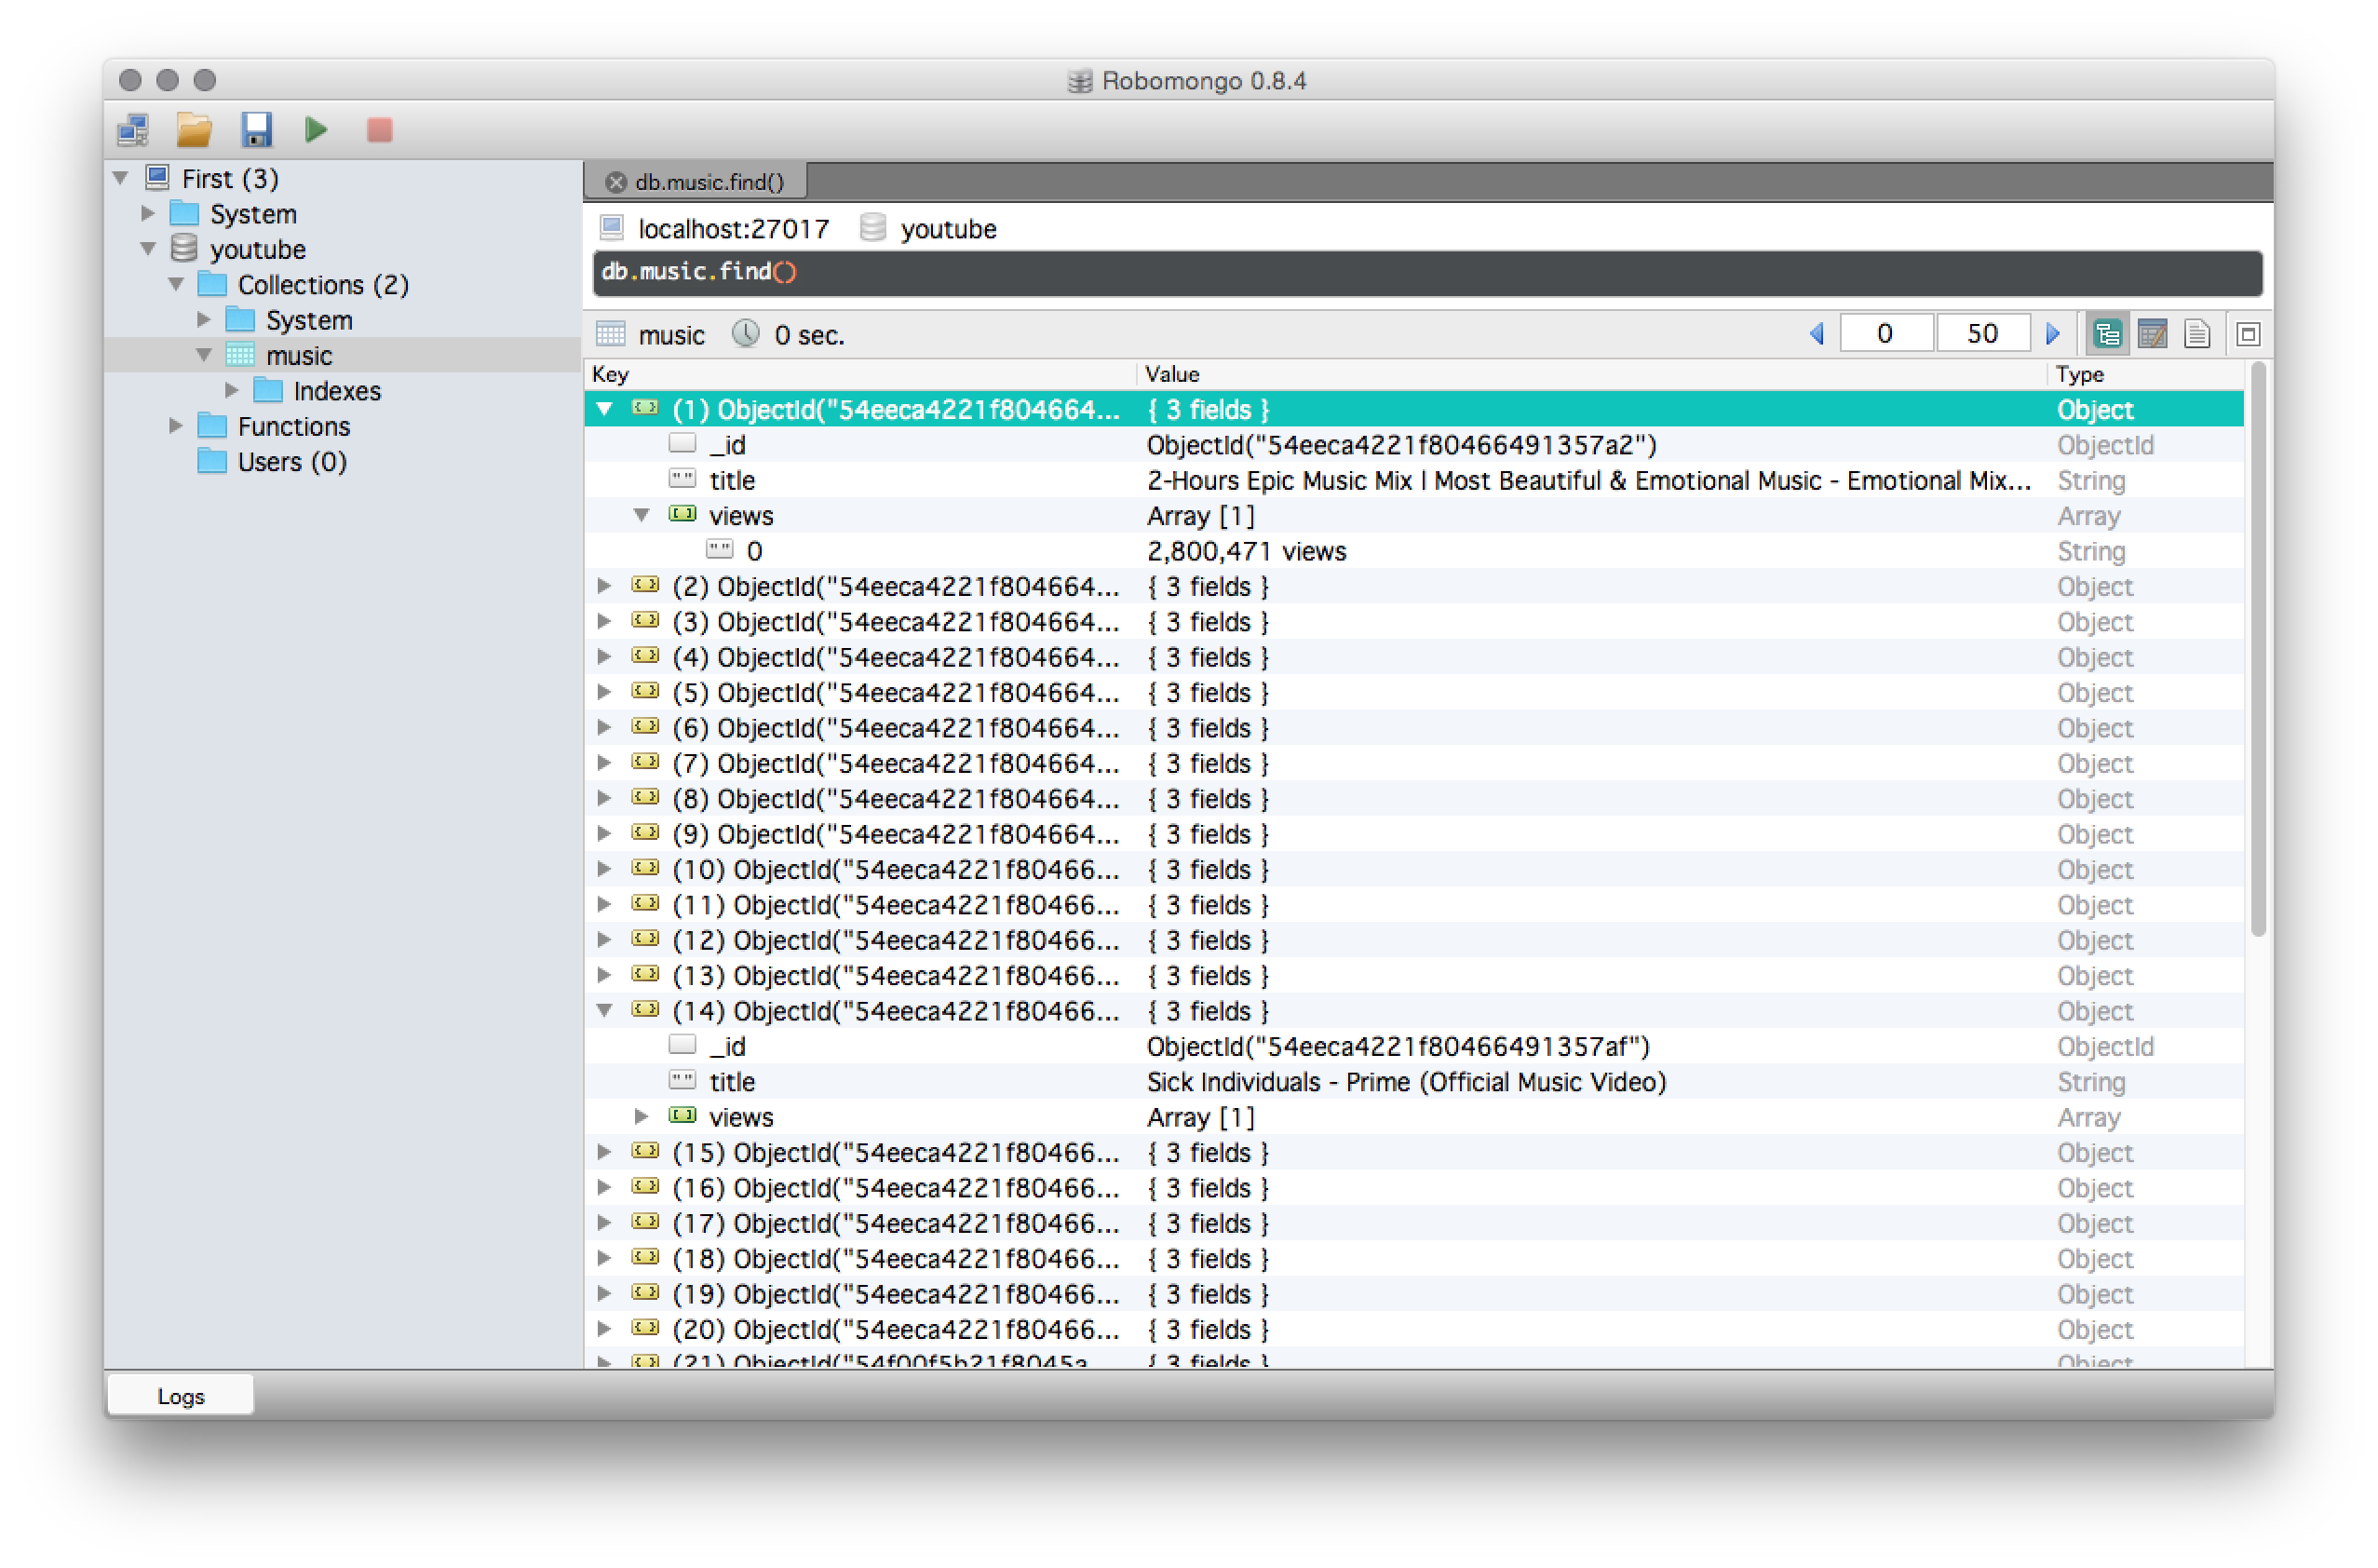 Robomongo 0.8.4
First (3)
System
youtube
Collections (2)
System
music
Indexes
Functions
Users (0)
db.music.find()
localhost:27017 youtube
db.music.find()
music 0 sec. 0 50
Key Value Type
(1) ObjectId("54eeca4221f804664... { 3 fields } Object
_id ObjectId("54eeca4221f80466491357a2") ObjectId
title 2-Hours Epic Music Mix | Most Beautiful & Emotional Music - Emotional Mix... String
views Array [1] Array
0 2,800,471 views String
(2) ObjectId("54eeca4221f804664... { 3 fields } Object
(3) ObjectId("54eeca4221f804664... { 3 fields } Object
(4) ObjectId("54eeca4221f804664... { 3 fields } Object
(5) ObjectId("54eeca4221f804664... { 3 fields } Object
(6) ObjectId("54eeca4221f804664... { 3 fields } Object
(7) ObjectId("54eeca4221f804664... { 3 fields } Object
(8) ObjectId("54eeca4221f804664... { 3 fields } Object
(9) ObjectId("54eeca4221f804664... { 3 fields } Object
(10) ObjectId("54eeca4221f80466... { 3 fields } Object
(11) ObjectId("54eeca4221f80466... { 3 fields } Object
(12) ObjectId("54eeca4221f80466... { 3 fields } Object
(13) ObjectId("54eeca4221f80466... { 3 fields } Object
(14) ObjectId("54eeca4221f80466... { 3 fields } Object
_id ObjectId("54eeca4221f80466491357af") ObjectId
title Sick Individuals - Prime (Official Music Video) String
views Array [1] Array
(15) ObjectId("54eeca4221f80466... { 3 fields } Object
(16) ObjectId("54eeca4221f80466... { 3 fields } Object
(17) ObjectId("54eeca4221f80466... { 3 fields } Object
(18) ObjectId("54eeca4221f80466... { 3 fields } Object
(19) ObjectId("54eeca4221f80466... { 3 fields } Object
(20) ObjectId("54eeca4221f80466... { 3 fields } Object
(21) ObjectId("54f00f5b21f8045a... { 3 fields } Object
Logs